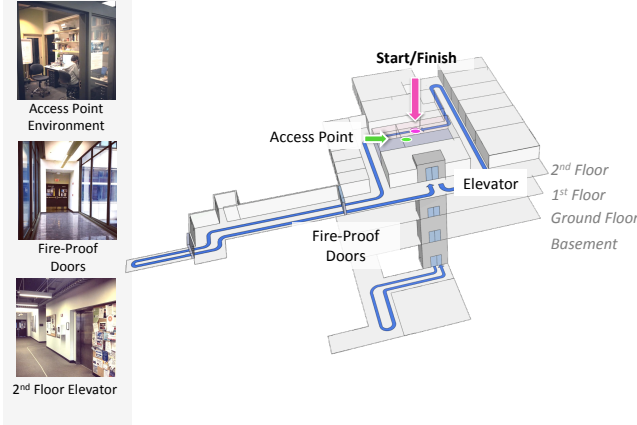 Access Point
Environment
Fire-Proof
Doors
2nd Floor Elevator
Start/Finish
Access Point
Elevator
Fire-Proof
Doors
2nd Floor
1st Floor
Ground Floor
Basement